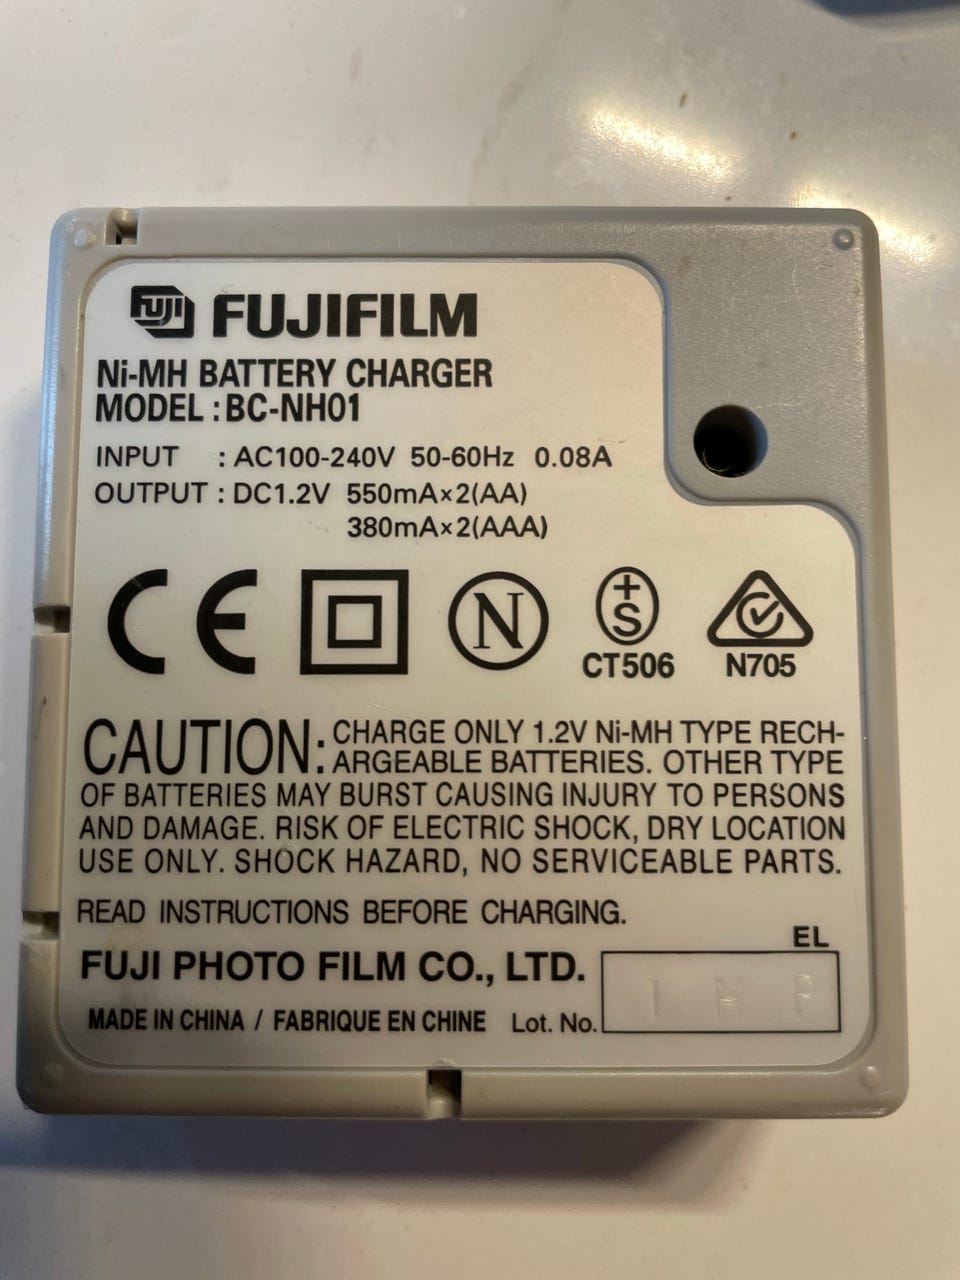 FUJI FUJIFILM
Ni-MH BATTERY CHARGER
MODEL : BC-NH01
INPUT : AC100-240V 50-60Hz 0.08A
OUTPUT : DC1.2V 550mA×2(AA)
380mA×2(AAA)
CE N +S CT506 N705
CAUTION: CHARGE ONLY 1.2V Ni-MH TYPE RECH-
ARGEABLE BATTERIES. OTHER TYPE
OF BATTERIES MAY BURST CAUSING INJURY TO PERSONS
AND DAMAGE. RISK OF ELECTRIC SHOCK, DRY LOCATION
USE ONLY. SHOCK HAZARD, NO SERVICEABLE PARTS.
READ INSTRUCTIONS BEFORE CHARGING.
EL
FUJI PHOTO FILM CO., LTD.
MADE IN CHINA / FABRIQUE EN CHINE Lot. No. I H P